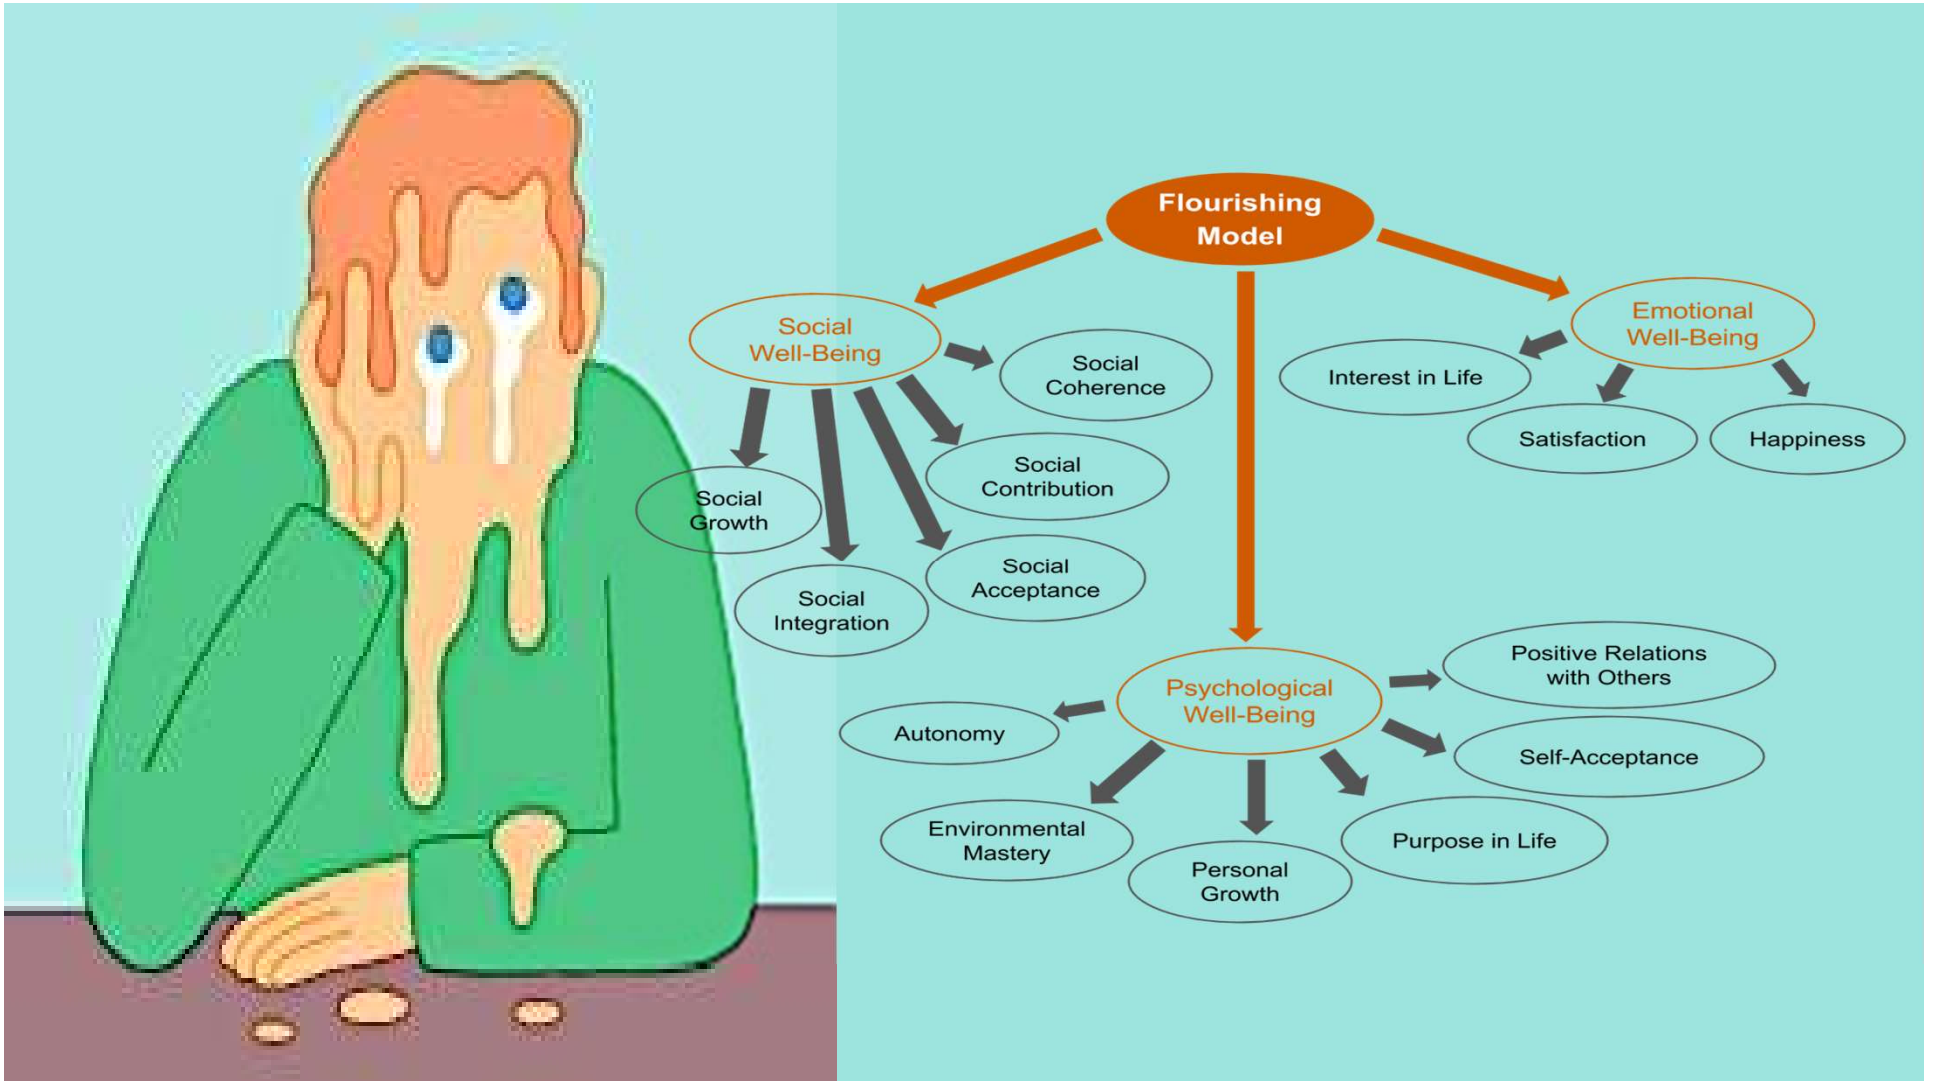 Flourishing
Model
Social
Well-Being
Social
Coherence
Social
Contribution
Social
Acceptance
Social
Integration
Social
Growth
Emotional
Well-Being
Interest in Life
Satisfaction
Happiness
Psychological
Well-Being
Positive Relations
with Others
Self-Acceptance
Purpose in Life
Personal
Growth
Environmental
Mastery
Autonomy